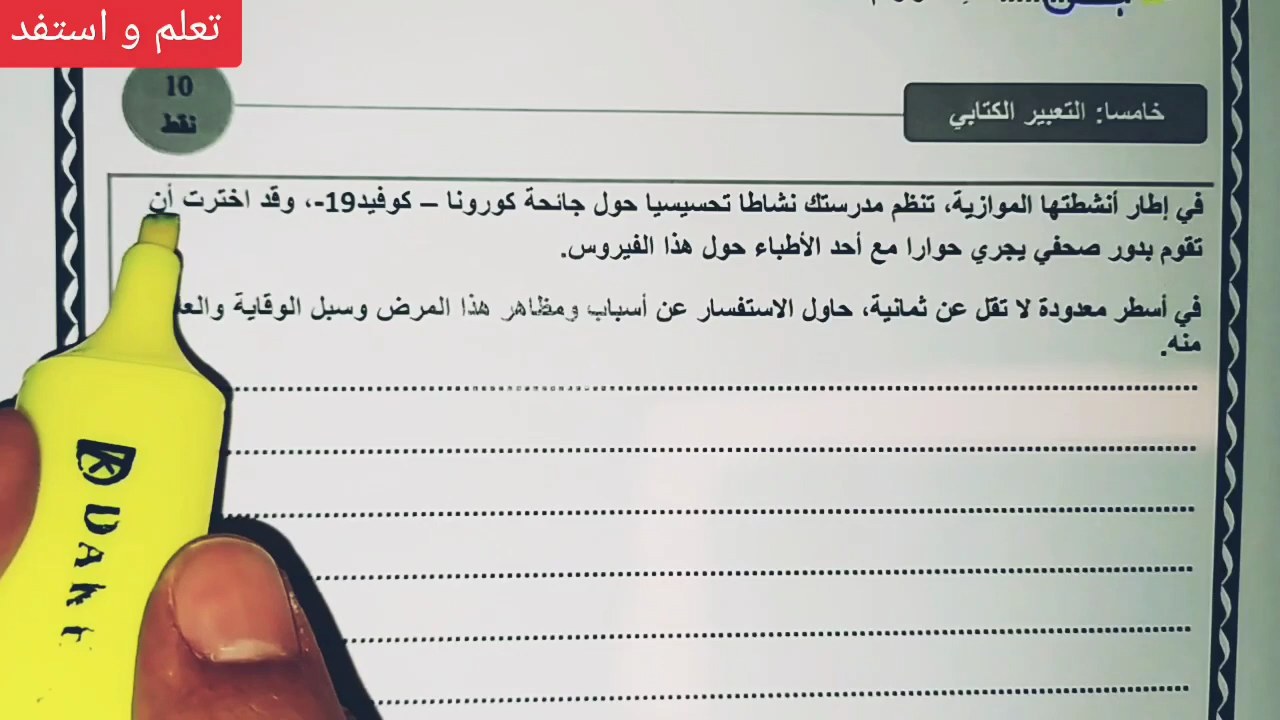 تعلم و استفد
خامسا: التعبير الكتابي
10
نقط
في إطار أنشطتها الموازية، تنظم مدرستك نشاطا تحسيسيا حول جائحة كورونا – كوفيد19-، وقد اخترت أن
تقوم بدور صحفي يجري حوارا مع أحد الأطباء حول هذا الفيروس.
في أسطر معدودة لا تقل عن ثمانية، حاول الاستفسار عن أسباب ومظاهر هذا المرض وسبل الوقاية
منه.